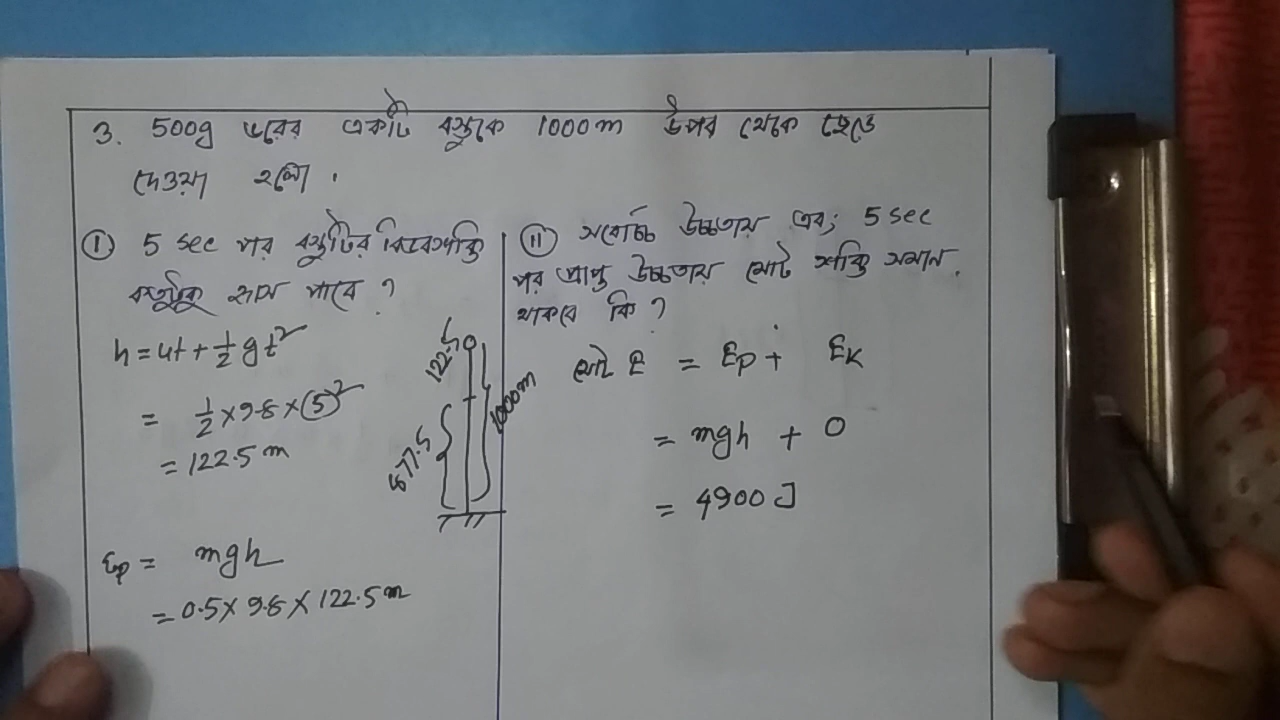 3. 500g ভরের একটি বস্তুকে 1000m উপর থেকে ছেড়ে
দেওয়া হলো .
① 5 sec পর বস্তুটির বিভবশক্তি
কতটুকু হ্রাস পাবে ?
h = ut + 1/2 gt²
= 1/2 × 9.8 × (5)²
= 122.5 m
122.5
1000m
877.5
Ep = mgh
= 0.5 × 9.8 × 122.5 m
⑪ সর্বোচ্চ উচ্চতায় এবং 5 sec
পর প্রাপ্ত উচ্চতায় মোট শক্তি সমান
থাকবে কি ?
মোট E = Ep + Ek
= mgh + 0
= 4900 J